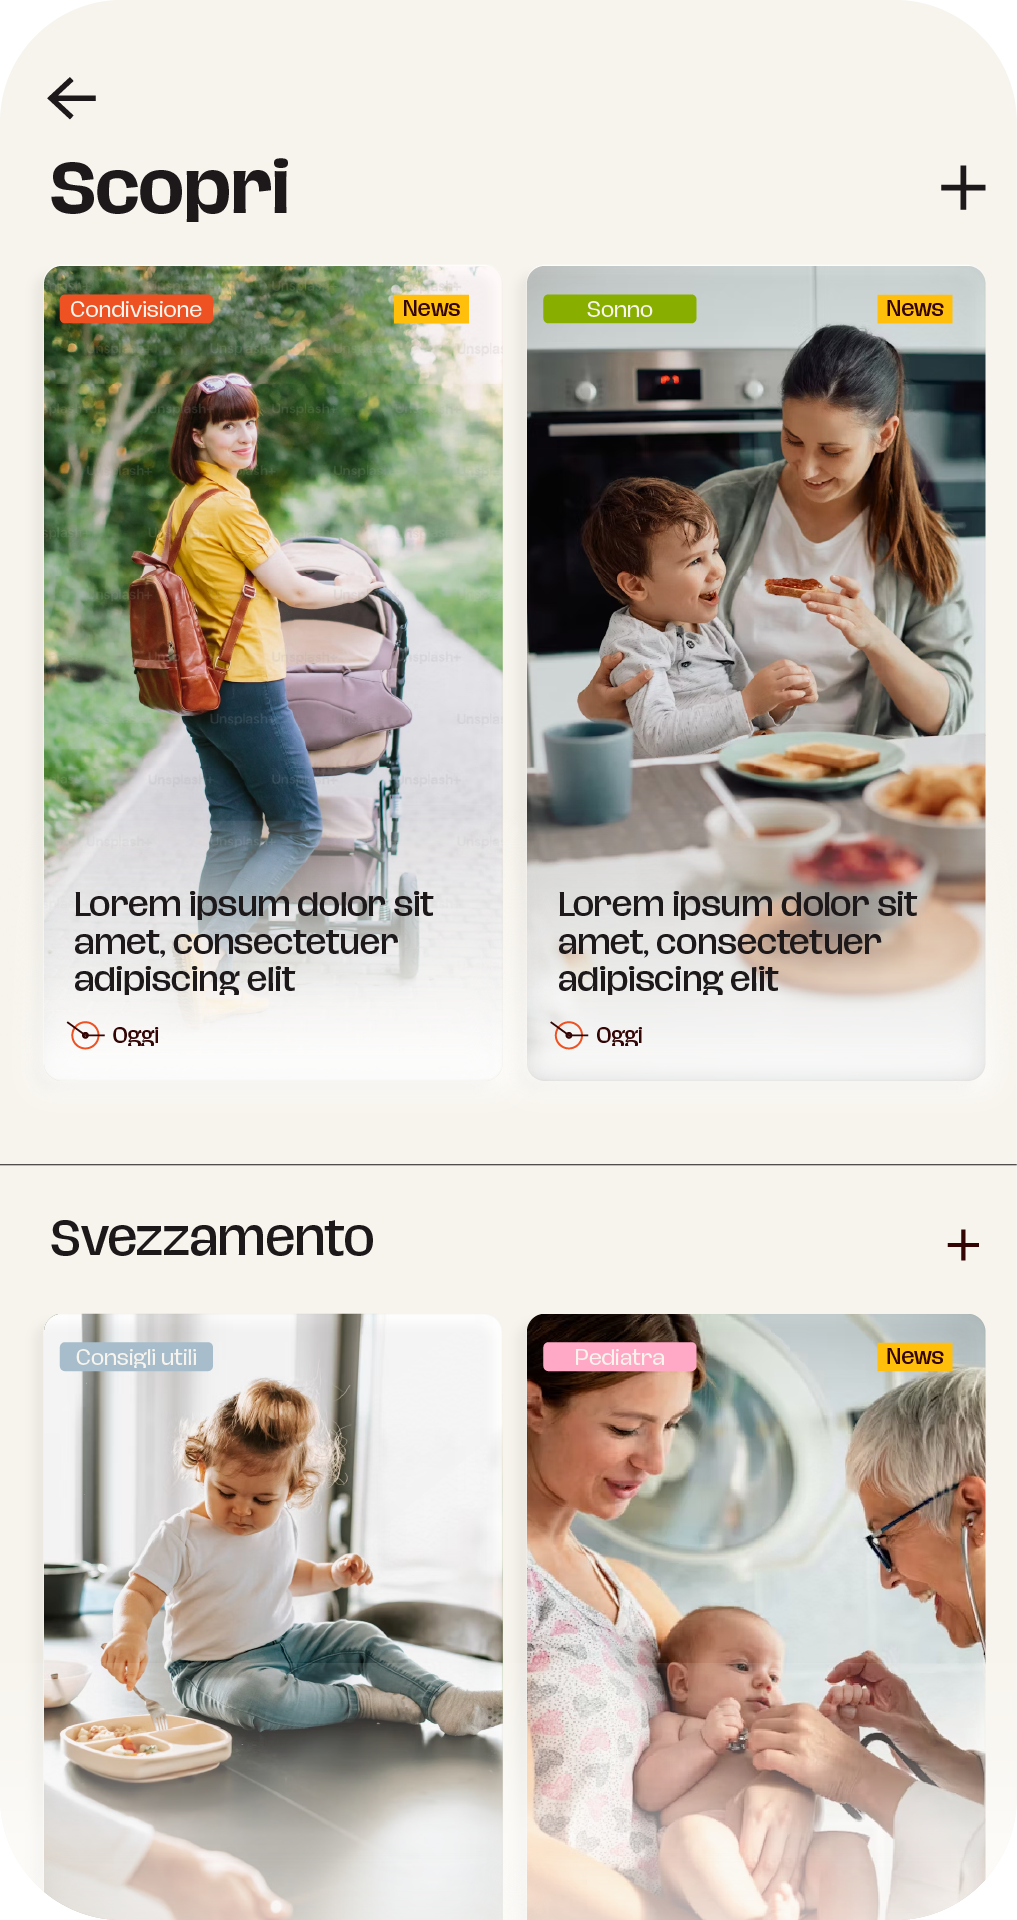 Scopri
Condivisione
News
Sonno
News
Unsplash+
Lorem ipsum dolor sit
amet, consectetuer
adipiscing elit
Oggi
Lorem ipsum dolor sit
amet, consectetuer
adipiscing elit
Oggi
Svezzamento
Consigli utili
Pediatra
News